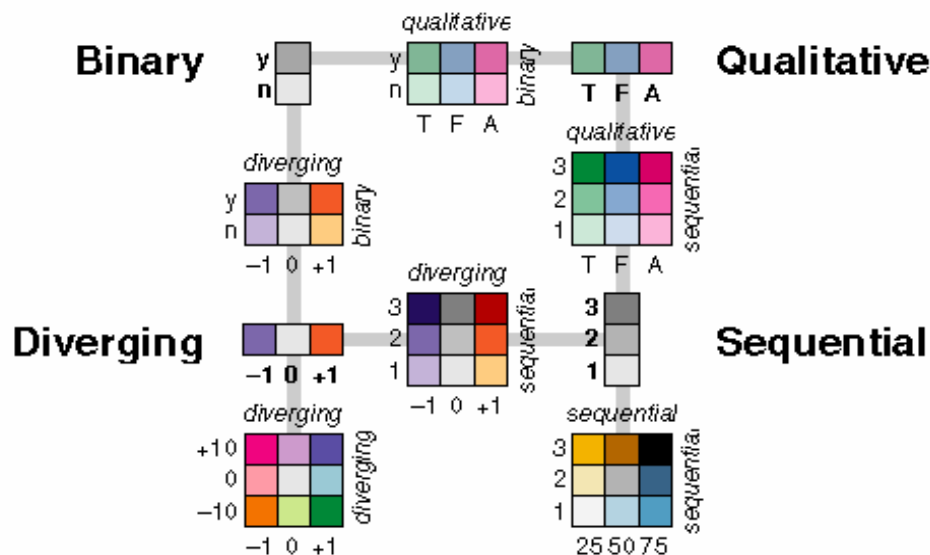 qualitative
Binary
y
n
y
n
binary
T F A
T F A
Qualitative
qualitative
3
2
1
sequential
T F A
diverging
y
n
binary
–1 0 +1
diverging
3
2
1
sequential
–1 0 +1
Diverging
–1 0 +1
3
2
1
Sequential
diverging
+10
0
–10
diverging
–1 0 +1
sequential
3
2
1
sequential
25 50 75